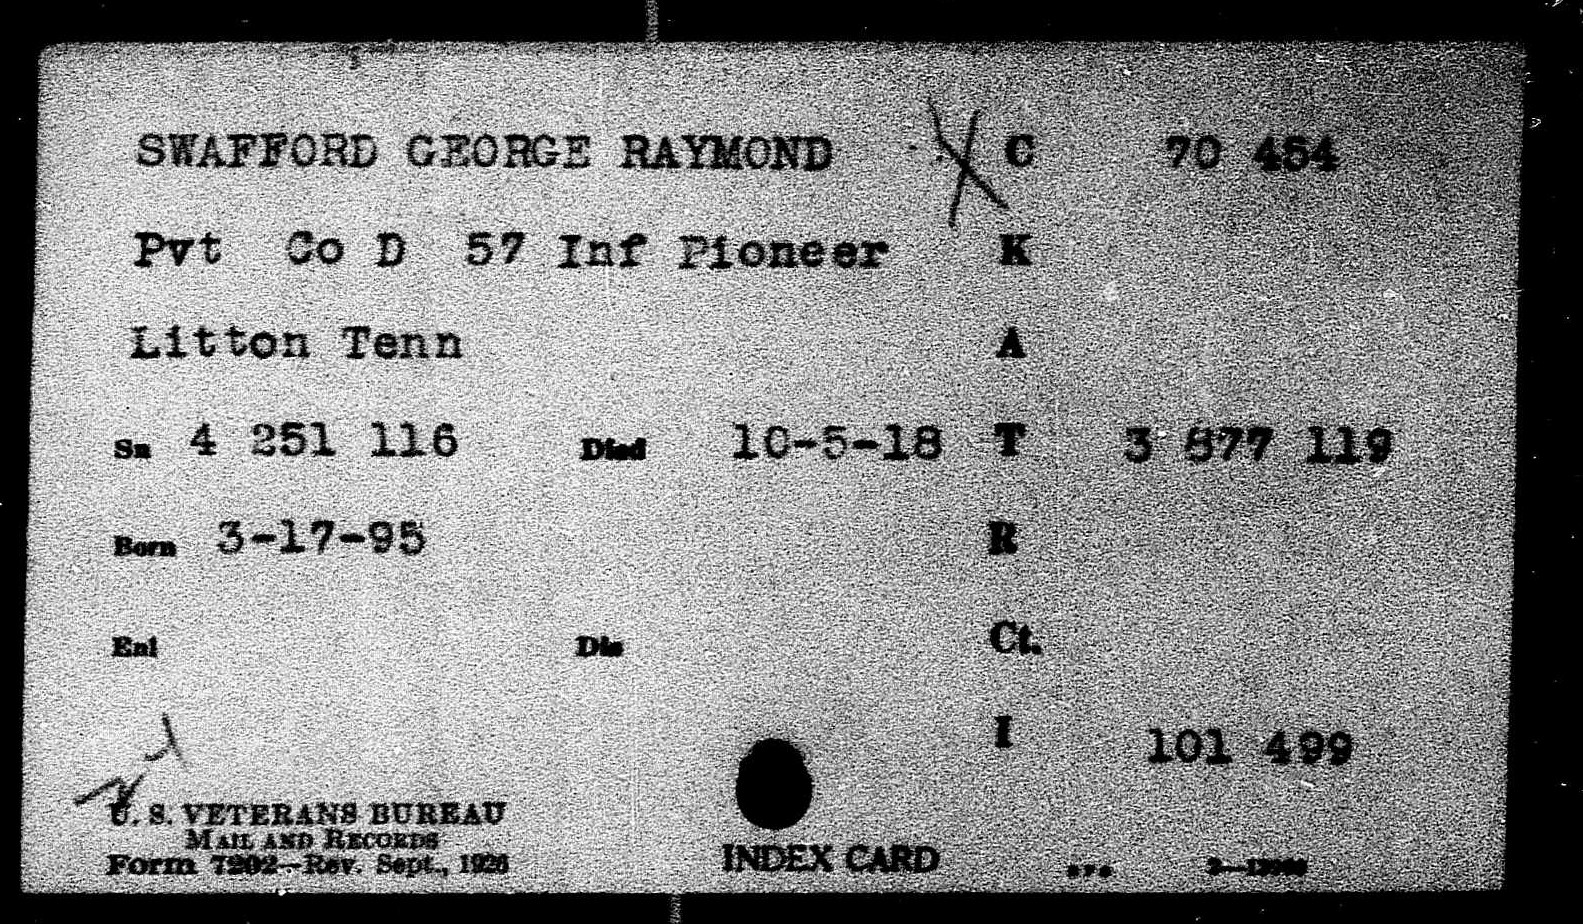 SWAFFORD GEORGE RAYMOND C 70 454
Pvt Co D 57 Inf Pioneer K
Litton Tenn A
Sn 4 251 116 Died 10-5-18 T 3 877 119
Born 3-17-95 R
Enl Dis Ct.
I 101 499
U. S. VETERANS BUREAU
MAIL AND RECORDS
Form 7202—Rev. Sept., 1926 INDEX CARD